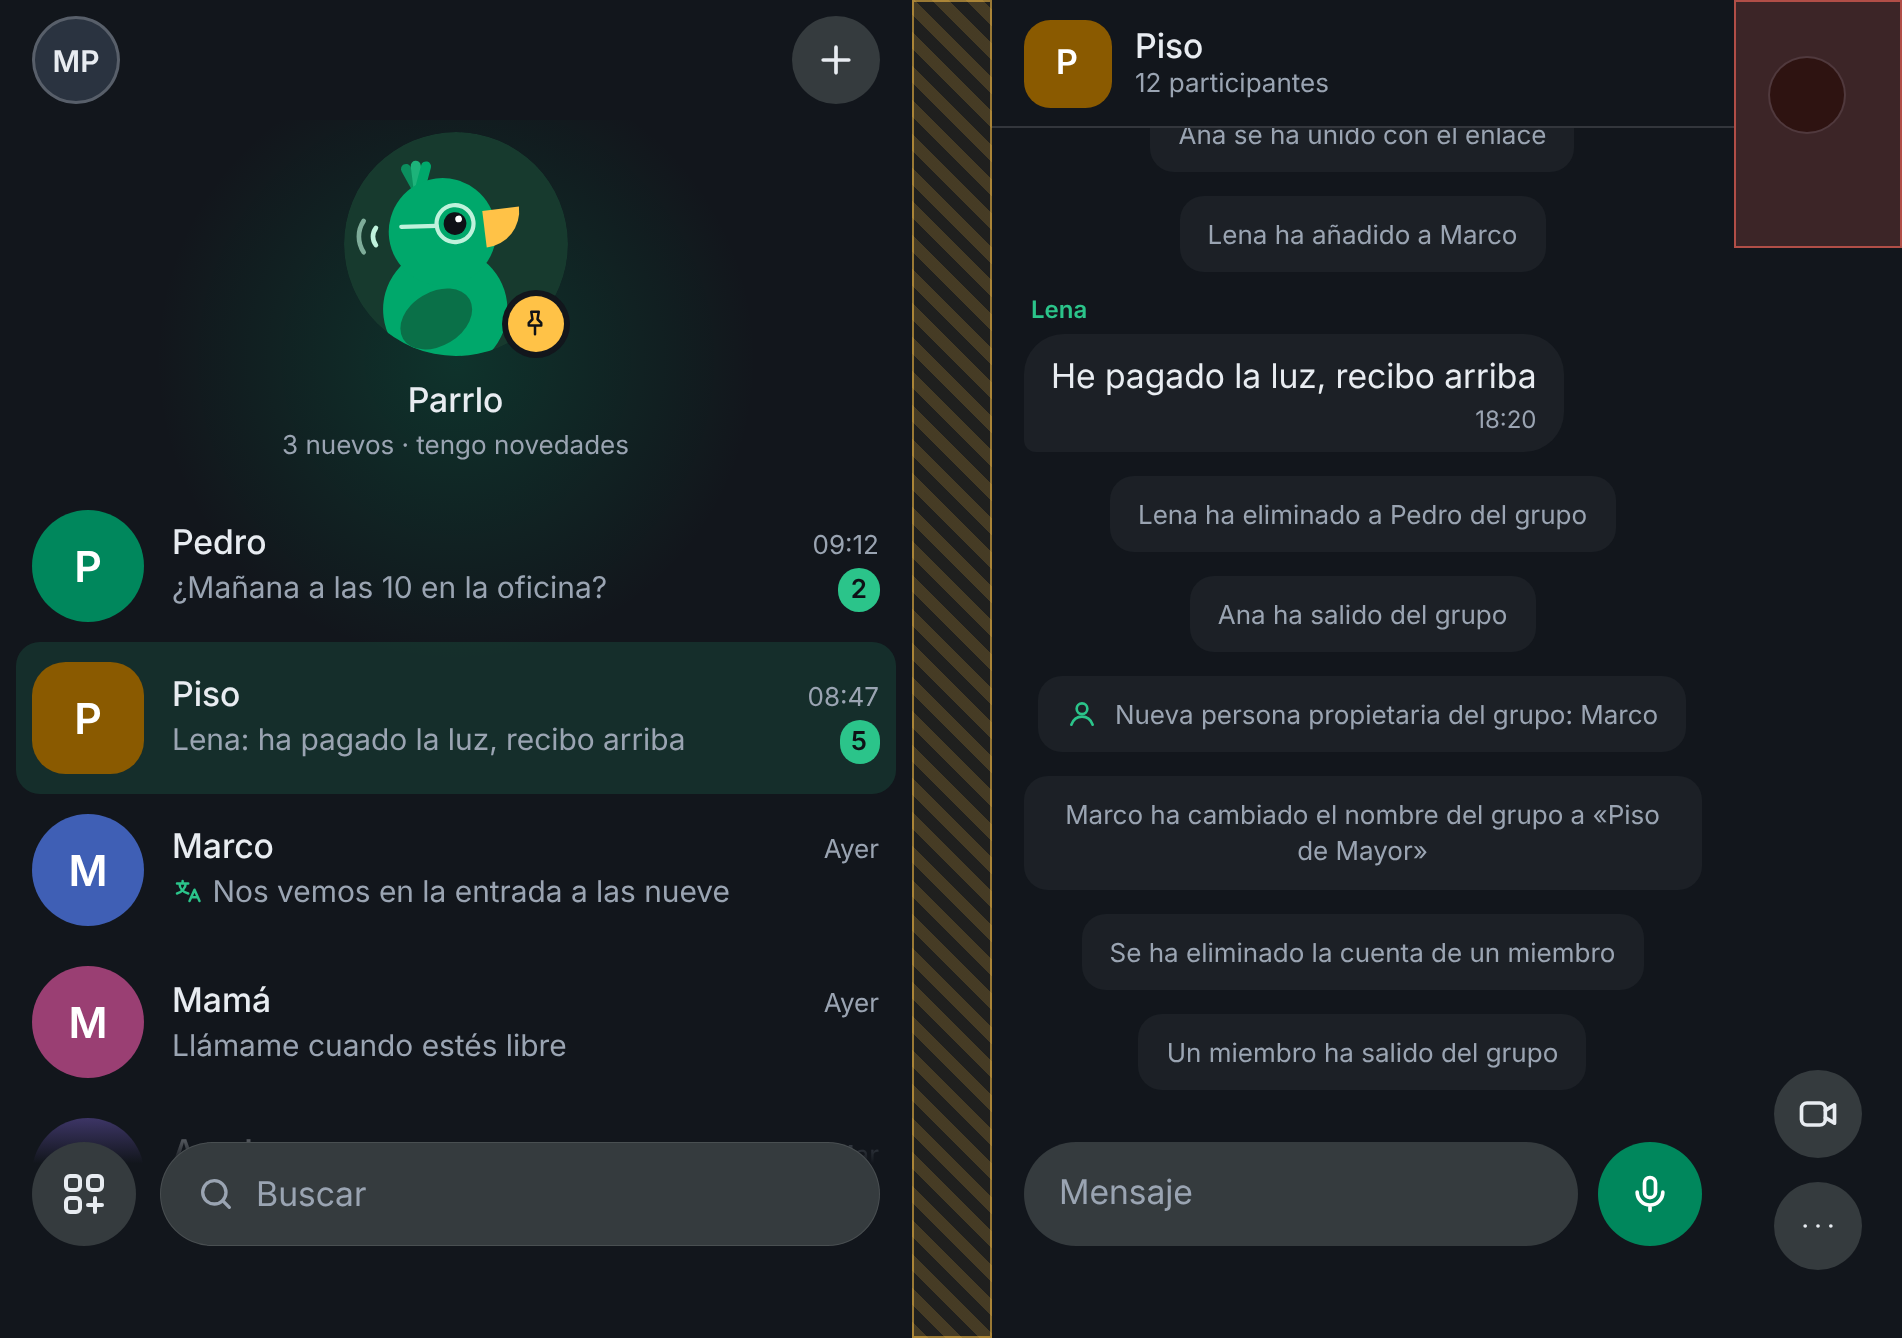 MP
Parrlo
3 nuevos · tengo novedades
P
Pedro
09:12
¿Mañana a las 10 en la oficina?
2
P
Piso
08:47
Lena: ha pagado la luz, recibo arriba
5
M
Marco
Ayer
Nos vemos en la entrada a las nueve
M
Mamá
Ayer
Llámame cuando estés libre
Buscar
P
Piso
12 participantes
Ana se ha unido con el enlace
Lena ha añadido a Marco
Lena
He pagado la luz, recibo arriba
18:20
Lena ha eliminado a Pedro del grupo
Ana ha salido del grupo
Nueva persona propietaria del grupo: Marco
Marco ha cambiado el nombre del grupo a «Piso
de Mayor»
Se ha eliminado la cuenta de un miembro
Un miembro ha salido del grupo
Mensaje